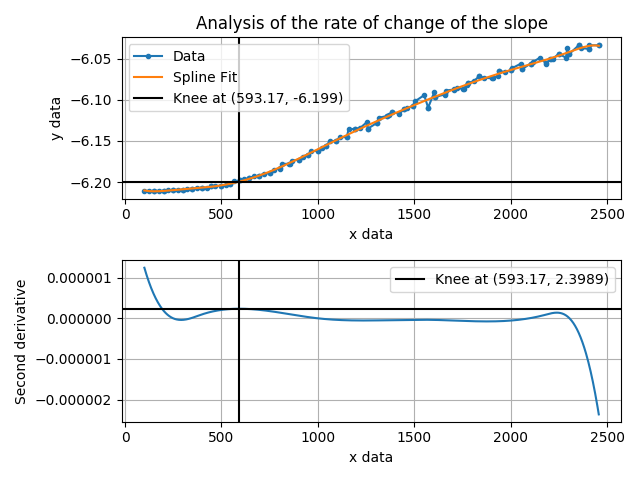 Analysis of the rate of change of the slope
Data
Spline Fit
Knee at (593.17, -6.199)
y data
−6.05
−6.10
−6.15
−6.20
0 500 1000 1500 2000 2500
x data
Knee at (593.17, 2.3989)
Second derivative
0.000001
0.000000
−0.000001
−0.000002
0 500 1000 1500 2000 2500
x data